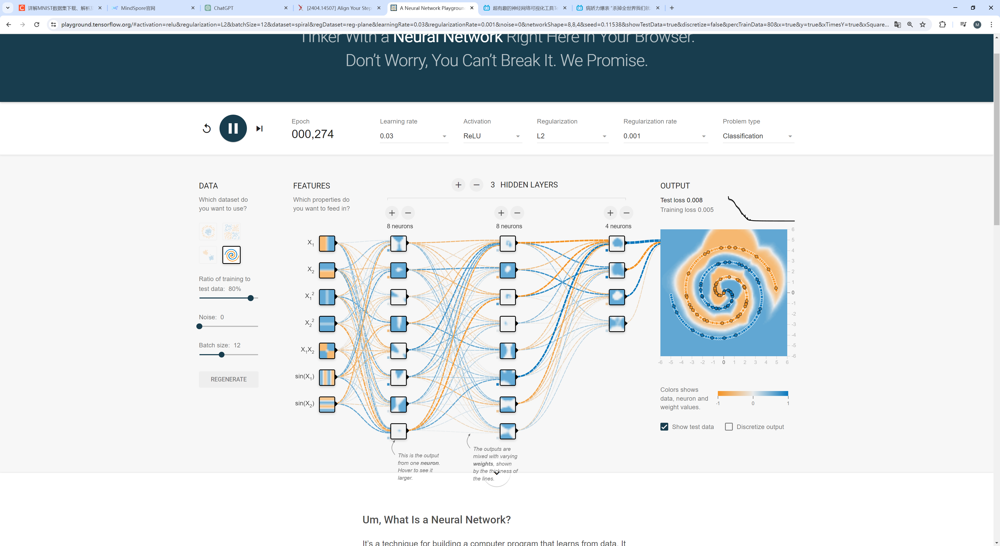 详解MNIST数据集下载、解析及
MindSpore官网
ChatGPT
[2404.14507] Align Your Step
A Neural Network Playground
超有趣的神经网络可视化工具Te
病娇力爆表 “杀掉全世界我们就
playground.tensorflow.org/#activation=relu&regularization=L2&batchSize=12&dataset=spiral&regDataset=reg-plane&learningRate=0.03&regularizationRate=0.001&noise=0&networkShape=8,8,4&seed=0.11538&showTestData=true&discretize=false&percTrainData=80&x=true&y=true&xTimesY=true&xSquare...
M
Tinker With a Neural Network Right Here in Your Browser.
Don’t Worry, You Can’t Break It. We Promise.
Epoch
000,274
Learning rate
0.03
Activation
ReLU
Regularization
L2
Regularization rate
0.001
Problem type
Classification
DATA
Which dataset do
you want to use?
Ratio of training to
test data: 80%
Noise: 0
Batch size: 12
REGENERATE
FEATURES
Which properties do
you want to feed in?
X1
X2
X1²
X2²
X1X2
sin(X1)
sin(X2)
+ − 3 HIDDEN LAYERS
+ −
8 neurons
+ −
8 neurons
+ −
4 neurons
This is the output
from one neuron.
Hover to see it
larger.
The outputs are
mixed with varying
weights, shown
by the thickness of
the lines.
OUTPUT
Test loss 0.008
Training loss 0.005
6
5
4
3
2
1
0
-1
-2
-3
-4
-5
-6
-6 -5 -4 -3 -2 -1 0 1 2 3 4 5 6
Colors shows
data, neuron and
weight values.
-1 0 1
Show test data
Discretize output
Um, What Is a Neural Network?
It’s a technique for building a computer program that learns from data. It